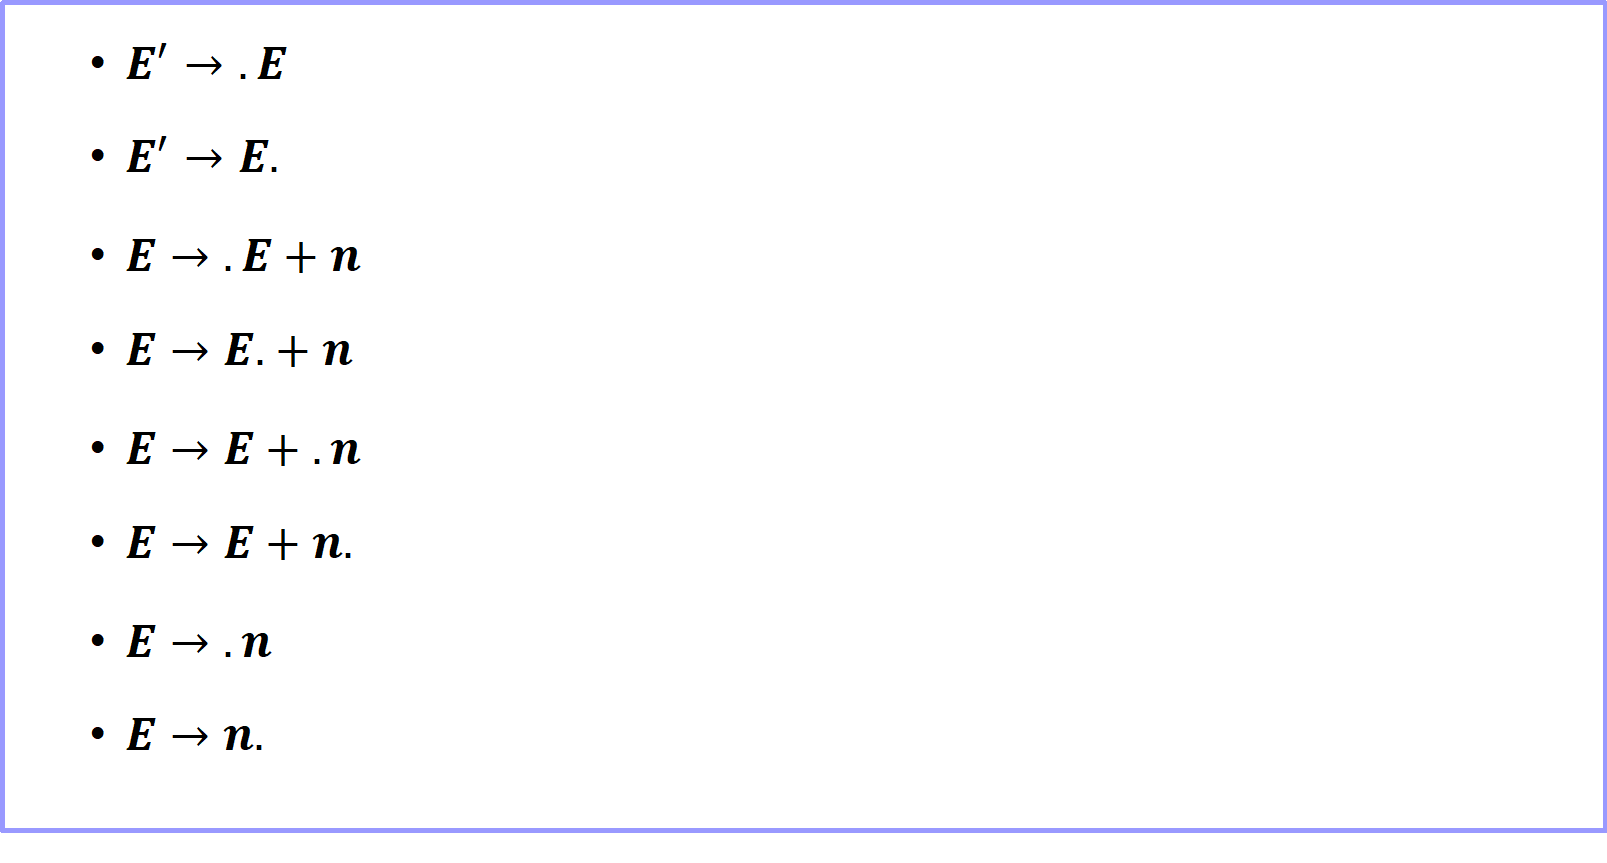 • E′ → .E
• E′ → E.
• E → .E + n
• E → E. + n
• E → E + .n
• E → E + n.
• E → .n
• E → n.